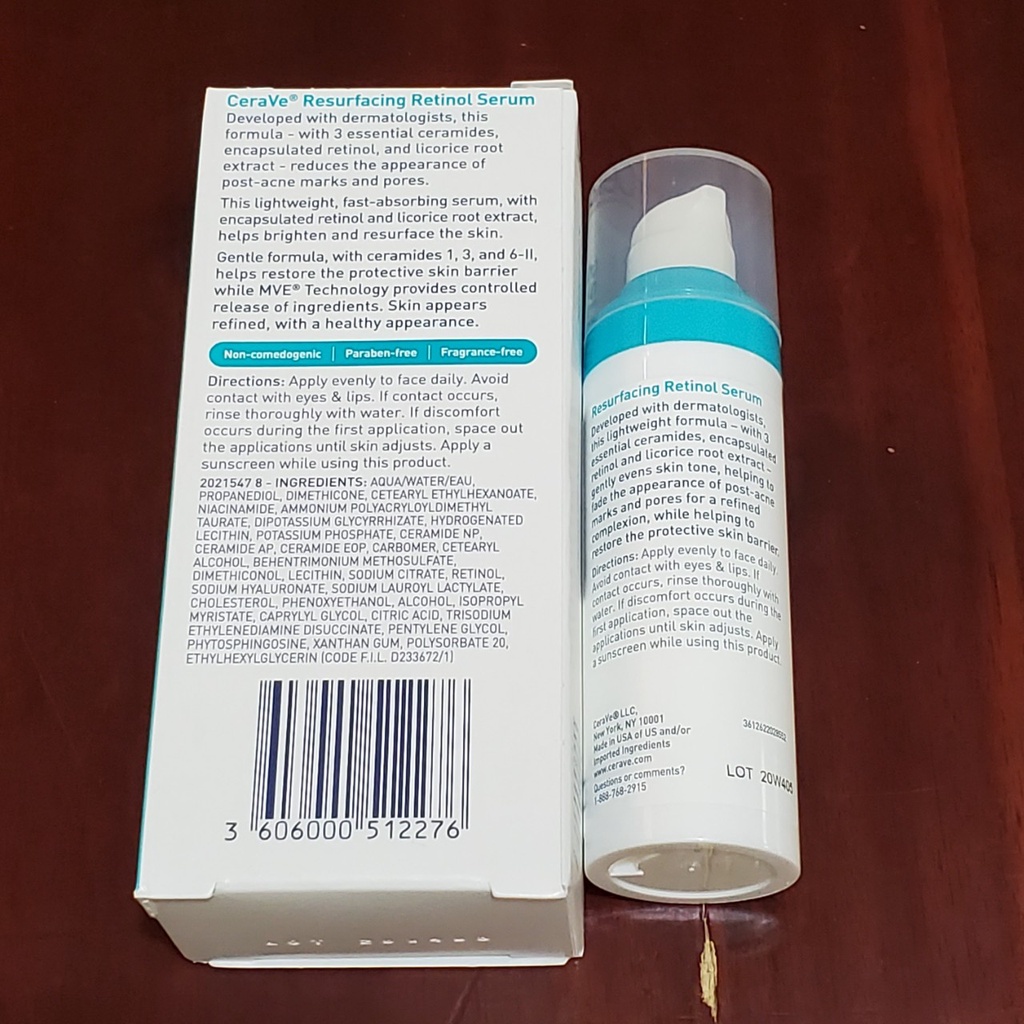 CeraVe® Resurfacing Retinol Serum
Developed with dermatologists, this
formula - with 3 essential ceramides,
encapsulated retinol, and licorice root
extract - reduces the appearance of
post-acne marks and pores.
This lightweight, fast-absorbing serum, with
encapsulated retinol and licorice root extract,
helps brighten and resurface the skin.
Gentle formula, with ceramides 1, 3, and 6-II,
helps restore the protective skin barrier
while MVE® Technology provides controlled
release of ingredients. Skin appears
refined, with a healthy appearance.
Non-comedogenic | Paraben-free | Fragrance-free
Directions: Apply evenly to face daily. Avoid
contact with eyes & lips. If contact occurs,
rinse thoroughly with water. If discomfort
occurs during the first application, space out
the applications until skin adjusts. Apply a
sunscreen while using this product.
2021547 8 - INGREDIENTS: AQUA/WATER/EAU,
PROPANEDIOL, DIMETHICONE, CETEARYL ETHYLHEXANOATE,
NIACINAMIDE, AMMONIUM POLYACRYLOYLDIMETHYL
TAURATE, DIPOTASSIUM GLYCYRRHIZATE, HYDROGENATED
LECITHIN, POTASSIUM PHOSPHATE, CERAMIDE NP,
CERAMIDE AP, CERAMIDE EOP, CARBOMER, CETEARYL
ALCOHOL, BEHENTRIMONIUM METHOSULFATE,
DIMETHICONOL, LECITHIN, SODIUM CITRATE, RETINOL,
SODIUM HYALURONATE, SODIUM LAUROYL LACTYLATE,
CHOLESTEROL, PHENOXYETHANOL, ALCOHOL, ISOPROPYL
MYRISTATE, CAPRYLYL GLYCOL, CITRIC ACID, TRISODIUM
ETHYLENEDIAMINE DISUCCINATE, PENTYLENE GLYCOL,
PHYTOSPHINGOSINE, XANTHAN GUM, POLYSORBATE 20,
ETHYLHEXYLGLYCERIN (CODE F.I.L. D233672/1)
3 606000 512276
Resurfacing Retinol Serum
Developed with dermatologists,
this lightweight formula – with 3
essential ceramides, encapsulated
retinol and licorice root extract –
gently evens skin tone, helping to
fade the appearance of post-acne
marks and pores for a refined
complexion, while helping to
restore the protective skin barrier.
Directions: Apply evenly to face daily.
Avoid contact with eyes & lips. If
contact occurs, rinse thoroughly with
water. If discomfort occurs during the
first application, space out the
applications until skin adjusts. Apply
a sunscreen while using this product.
CeraVe® LLC,
New York, NY 10001
Made in USA of US and/or
Imported Ingredients
www.cerave.com
Questions or comments?
1-888-768-2915
LOT 20W405